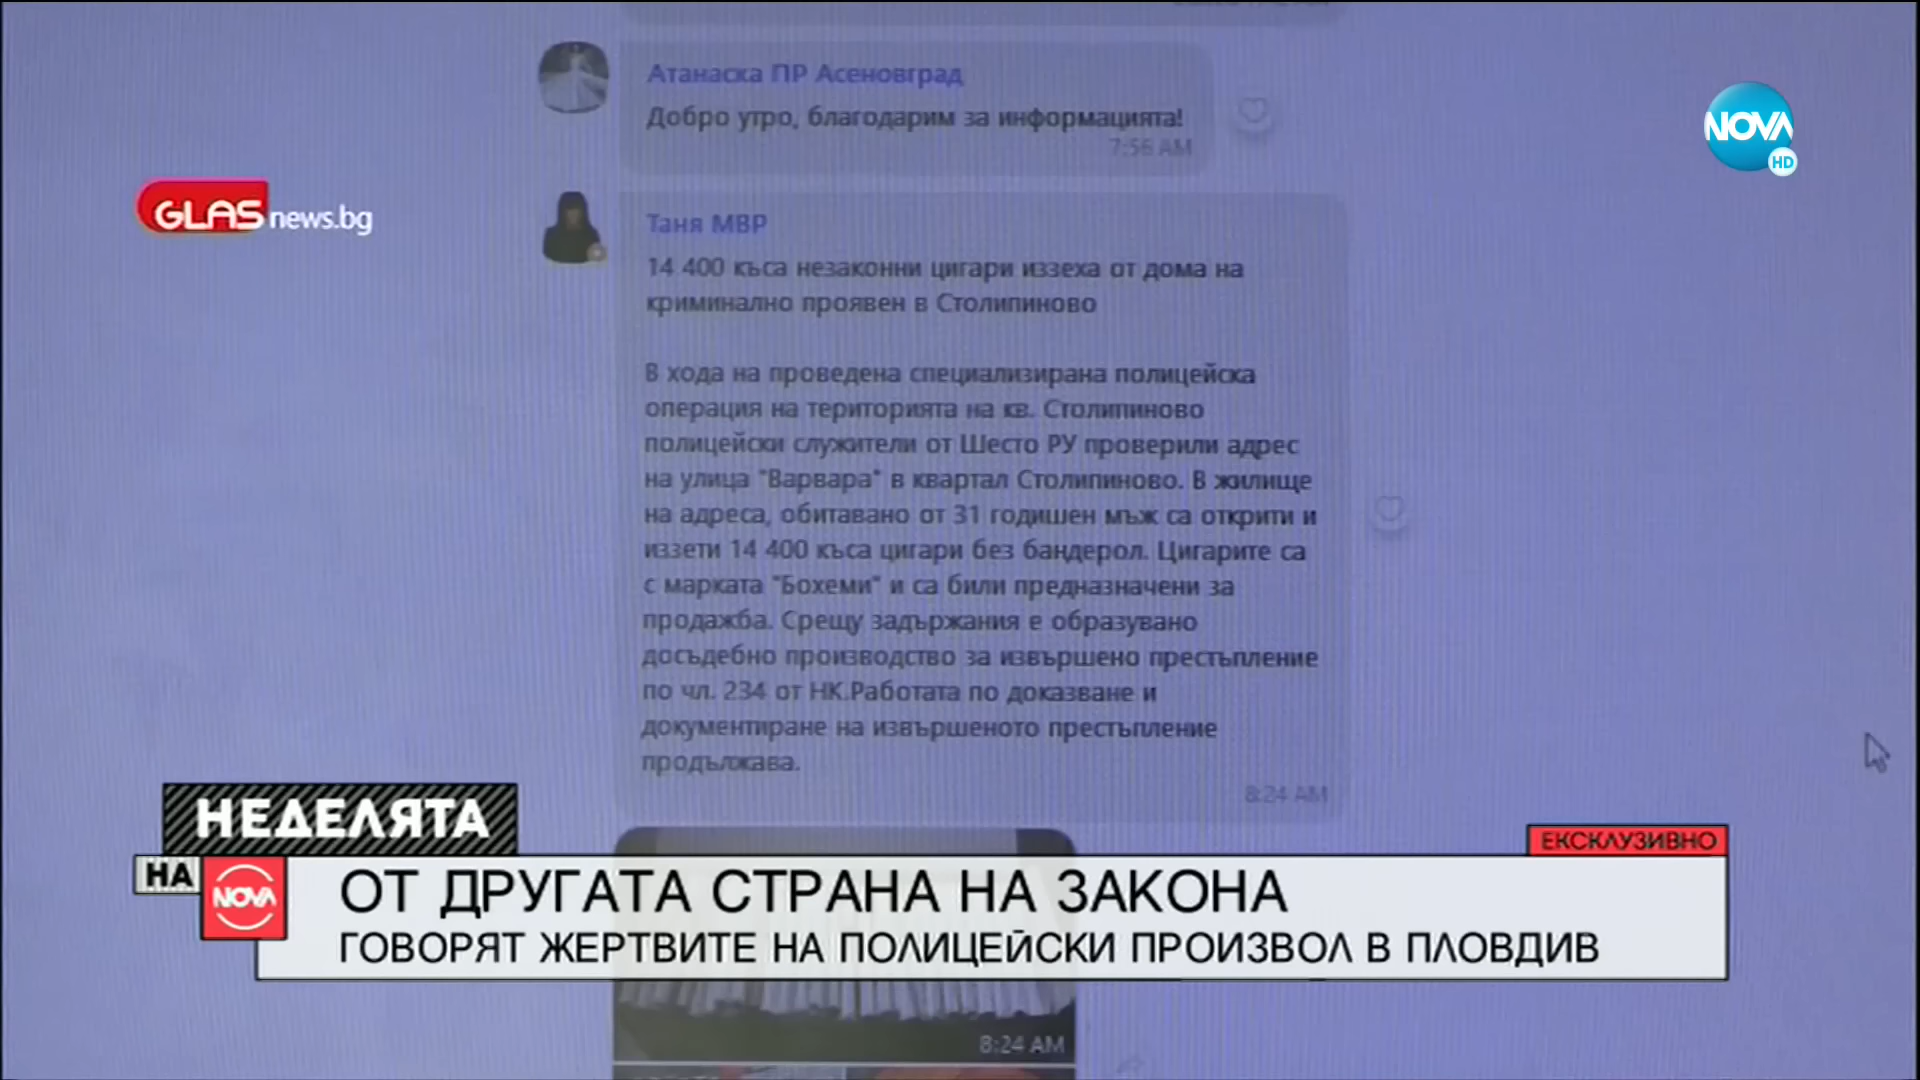 Атанаска ПР Асеновград
Добро утро, благодарим за информацията!
7:56 AM
NOVA
HD
GLAS news.bg
Таня МВР
14 400 къса незаконни цигари иззеха от дома на
криминално проявен в Столипиново
В хода на проведена специализирана полицейска
операция на територията на кв. Столипиново
полицейски служители от Шесто РУ проверили адрес
на улица "Варвара" в квартал Столипиново. В жилище
на адреса, обитавано от 31 годишен мъж са открити и
иззети 14 400 къса цигари без бандерол. Цигарите са
с марката "Бохеми" и са били предназначени за
продажба. Срещу задържания е образувано
досъдебно производство за извършено престъпление
по чл. 234 от НК.Работата по доказване и
документиране на извършеното престъпление
продължава.
8:24 AM
НЕДЕЛЯТА
НА
NOVA
ЕКСКЛУЗИВНО
ОТ ДРУГАТА СТРАНА НА ЗАКОНА
ГОВОРЯТ ЖЕРТВИТЕ НА ПОЛИЦЕЙСКИ ПРОИЗВОЛ В ПЛОВДИВ
8:24 AM